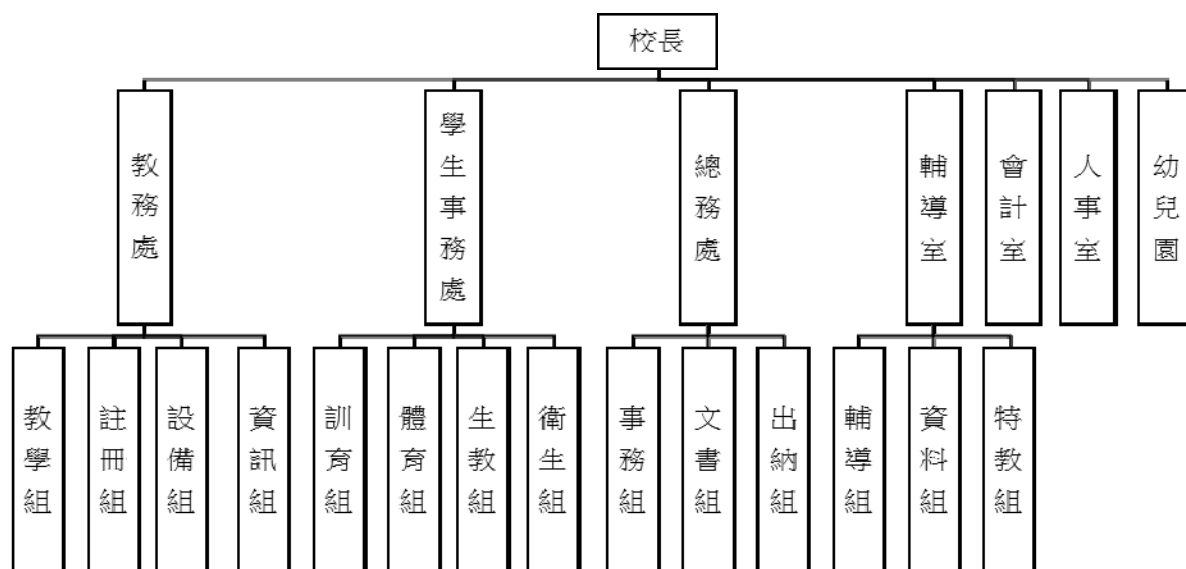 校長
教務處
學生事務處
總務處
輔導室
會計室
人事室
幼兒園
教學組
註冊組
設備組
資訊組
訓育組
體育組
生教組
衛生組
事務組
文書組
出納組
輔導組
資料組
特教組